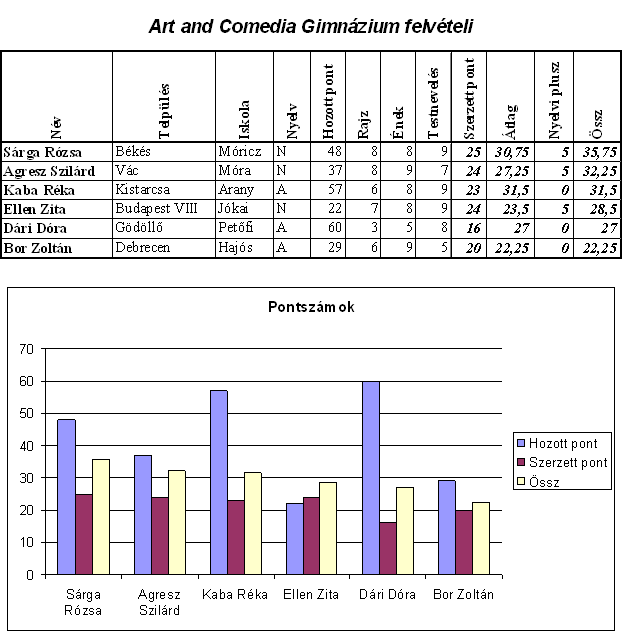 Art and Comedia Gimnázium felvételi
Név Település Iskola Nyelv Hozott pont Rajz Ének Testnevelés Szerzett pont Átlag Nyelvi plusz Össz
Sárga Rózsa Békés Móricz N 48 8 8 9 25 30,75 5 35,75
Agresz Szilárd Vác Móra N 37 8 9 7 24 27,25 5 32,25
Kaba Réka Kistarcsa Arany A 57 6 8 9 23 31,5 0 31,5
Ellen Zita Budapest VIII Jókai N 22 7 8 9 24 23,5 5 28,5
Dári Dóra Gödöllő Petőfi A 60 3 5 8 16 27 0 27
Bor Zoltán Debrecen Hajós A 29 6 9 5 20 22,25 0 22,25
Pontszámok
70
60
50
40
30
20
10
0
Sárga Rózsa
Agresz Szilárd
Kaba Réka
Ellen Zita
Dári Dóra
Bor Zoltán
Hozott pont
Szerzett pont
Össz